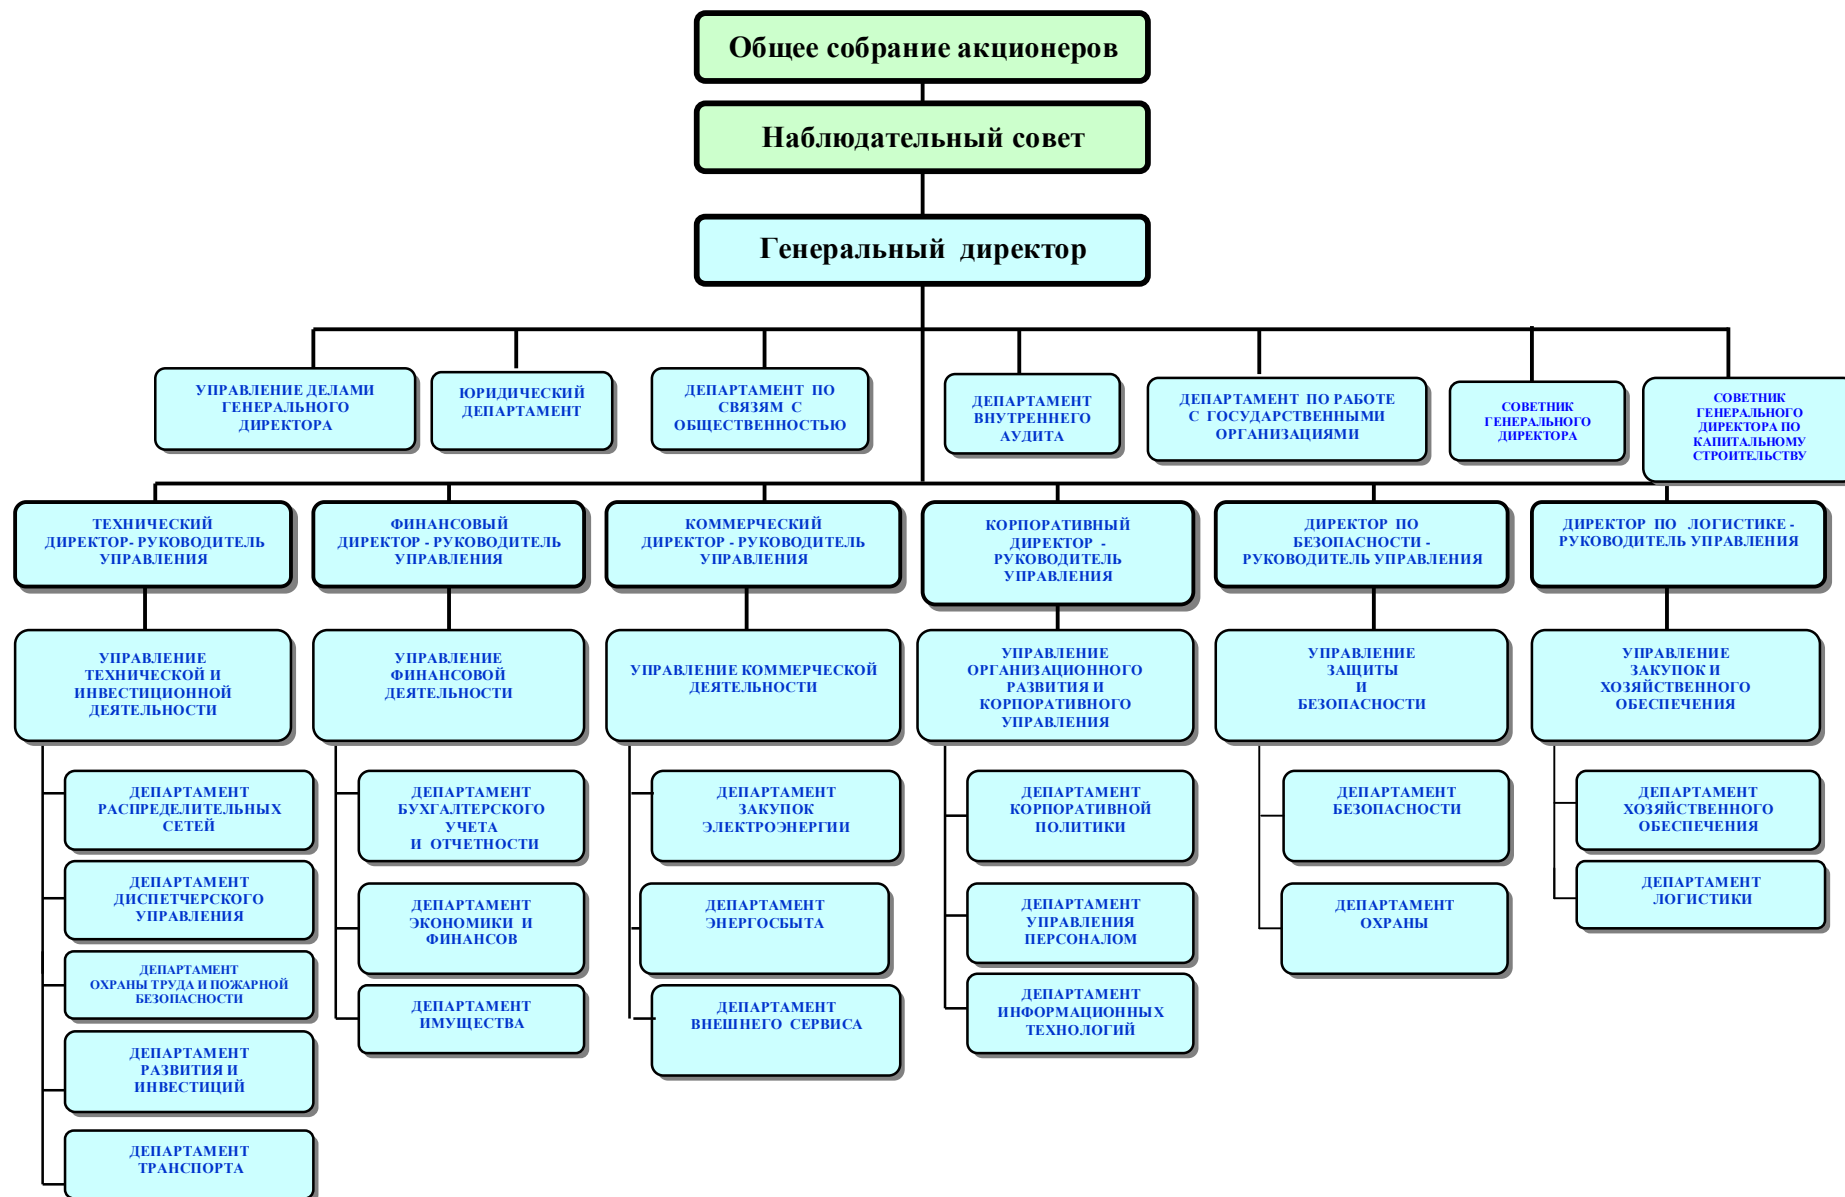 Общее собрание акционеров
Наблюдательный совет
Генеральный директор
УПРАВЛЕНИЕ ДЕЛАМИ
ГЕНЕРАЛЬНОГО
ДИРЕКТОРА
ЮРИДИЧЕСКИЙ
ДЕПАРТАМЕНТ
ДЕПАРТАМЕНТ ПО
СВЯЗЯМ С
ОБЩЕСТВЕННОСТЬЮ
ДЕПАРТАМЕНТ
ВНУТРЕННЕГО
АУДИТА
ДЕПАРТАМЕНТ ПО РАБОТЕ
С ГОСУДАРСТВЕННЫМИ
ОРГАНИЗАЦИЯМИ
СОВЕТНИК
ГЕНЕРАЛЬНОГО
ДИРЕКТОРА
СОВЕТНИК
ГЕНЕРАЛЬНОГО
ДИРЕКТОРА ПО
КАПИТАЛЬНОМУ
СТРОИТЕЛЬСТВУ
ТЕХНИЧЕСКИЙ
ДИРЕКТОР- РУКОВОДИТЕЛЬ
УПРАВЛЕНИЯ
ФИНАНСОВЫЙ
ДИРЕКТОР - РУКОВОДИТЕЛЬ
УПРАВЛЕНИЯ
КОММЕРЧЕСКИЙ
ДИРЕКТОР - РУКОВОДИТЕЛЬ
УПРАВЛЕНИЯ
КОРПОРАТИВНЫЙ
ДИРЕКТОР -
РУКОВОДИТЕЛЬ
УПРАВЛЕНИЯ
ДИРЕКТОР ПО
БЕЗОПАСНОСТИ -
РУКОВОДИТЕЛЬ УПРАВЛЕНИЯ
ДИРЕКТОР ПО ЛОГИСТИКЕ -
РУКОВОДИТЕЛЬ УПРАВЛЕНИЯ
УПРАВЛЕНИЕ
ТЕХНИЧЕСКОЙ И
ИНВЕСТИЦИОННОЙ
ДЕЯТЕЛЬНОСТИ
УПРАВЛЕНИЕ
ФИНАНСОВОЙ
ДЕЯТЕЛЬНОСТИ
УПРАВЛЕНИЕ КОММЕРЧЕСКОЙ
ДЕЯТЕЛЬНОСТИ
УПРАВЛЕНИЕ
ОРГАНИЗАЦИОННОГО
РАЗВИТИЯ И
КОРПОРАТИВНОГО
УПРАВЛЕНИЯ
УПРАВЛЕНИЕ
ЗАЩИТЫ
И
БЕЗОПАСНОСТИ
УПРАВЛЕНИЕ
ЗАКУПОК И
ХОЗЯЙСТВЕННОГО
ОБЕСПЕЧЕНИЯ
ДЕПАРТАМЕНТ
РАСПРЕДЕЛИТЕЛЬНЫХ
СЕТЕЙ
ДЕПАРТАМЕНТ
ДИСПЕТЧЕРСКОГО
УПРАВЛЕНИЯ
ДЕПАРТАМЕНТ
ОХРАНЫ ТРУДА И ПОЖАРНОЙ
БЕЗОПАСНОСТИ
ДЕПАРТАМЕНТ
РАЗВИТИЯ И
ИНВЕСТИЦИЙ
ДЕПАРТАМЕНТ
ТРАНСПОРТА
ДЕПАРТАМЕНТ
БУХГАЛТЕРСКОГО
УЧЕТА
И ОТЧЕТНОСТИ
ДЕПАРТАМЕНТ
ЭКОНОМИКИ И
ФИНАНСОВ
ДЕПАРТАМЕНТ
ИМУЩЕСТВА
ДЕПАРТАМЕНТ
ЗАКУПОК
ЭЛЕКТРОЭНЕРГИИ
ДЕПАРТАМЕНТ
ЭНЕРГОСБЫТА
ДЕПАРТАМЕНТ
ВНЕШНЕГО СЕРВИСА
ДЕПАРТАМЕНТ
КОРПОРАТИВНОЙ
ПОЛИТИКИ
ДЕПАРТАМЕНТ
УПРАВЛЕНИЯ
ПЕРСОНАЛОМ
ДЕПАРТАМЕНТ
ИНФОРМАЦИОННЫХ
ТЕХНОЛОГИЙ
ДЕПАРТАМЕНТ
БЕЗОПАСНОСТИ
ДЕПАРТАМЕНТ
ОХРАНЫ
ДЕПАРТАМЕНТ
ХОЗЯЙСТВЕННОГО
ОБЕСПЕЧЕНИЯ
ДЕПАРТАМЕНТ
ЛОГИСТИКИ